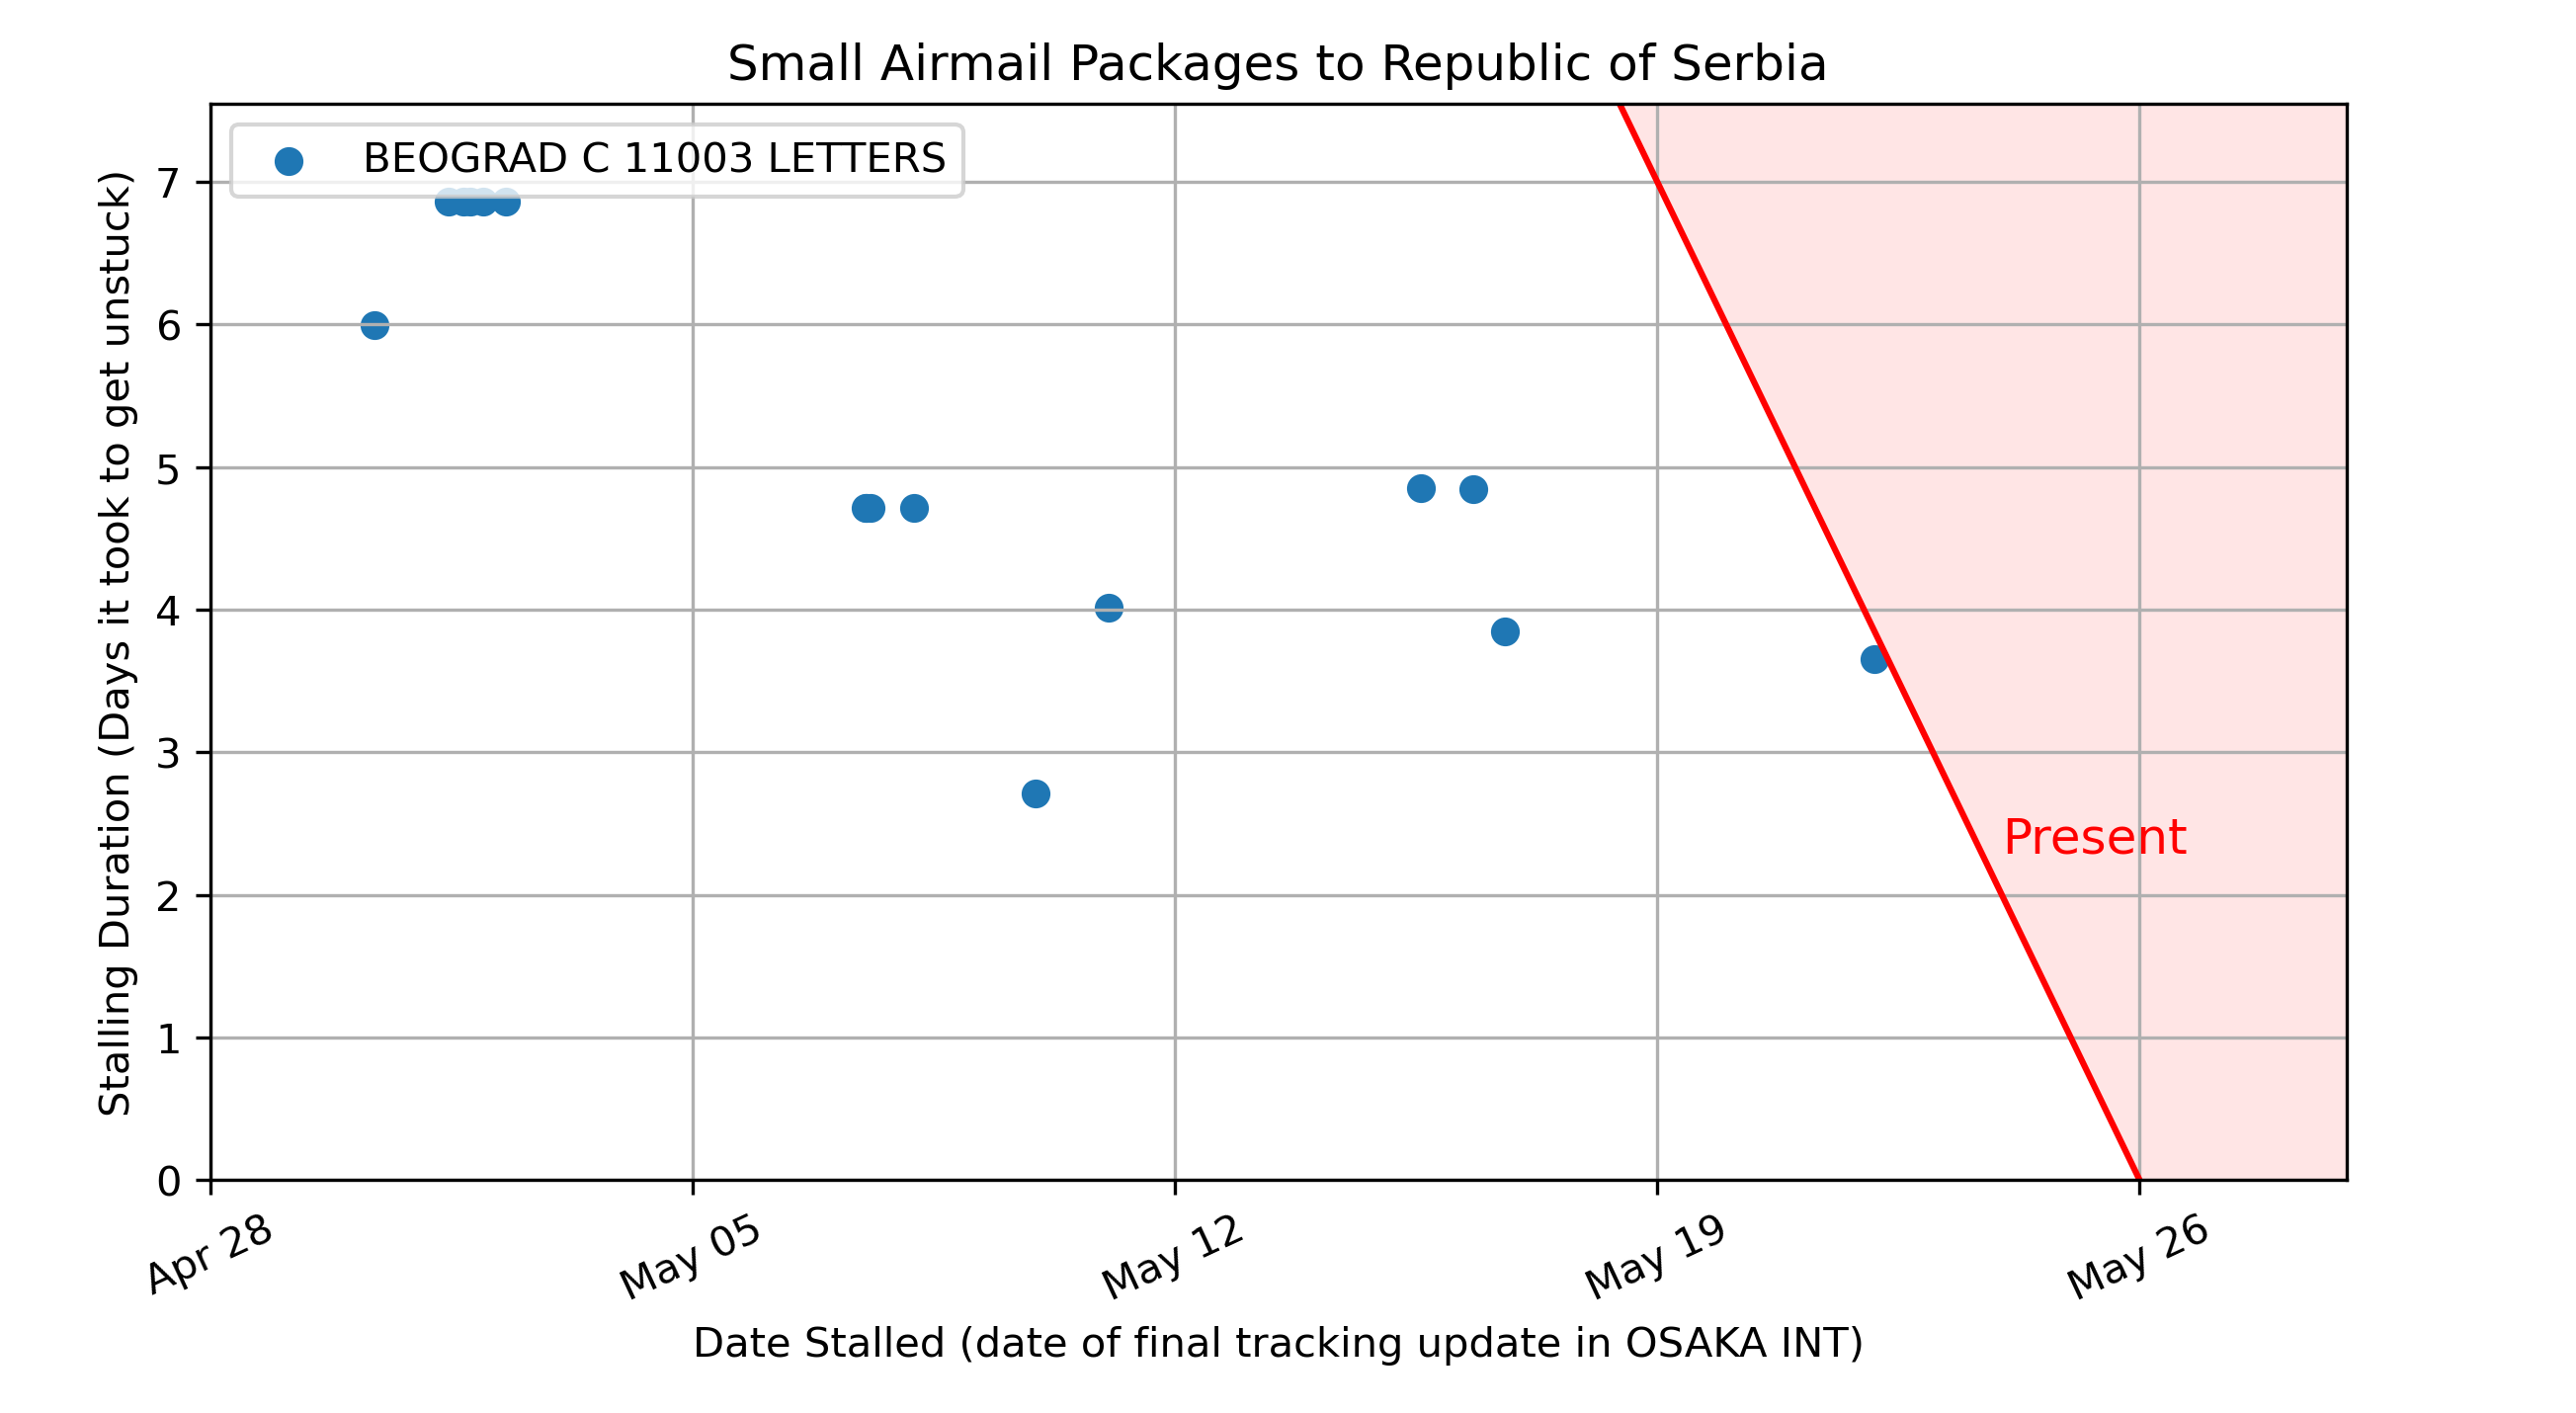 Small Airmail Packages to Republic of Serbia
BEOGRAD C 11003 LETTERS
Stalling Duration (Days it took to get unstuck)
7
6
5
4
3
2
1
0
Present
Apr 28
May 05
May 12
May 19
May 26
Date Stalled (date of final tracking update in OSAKA INT)